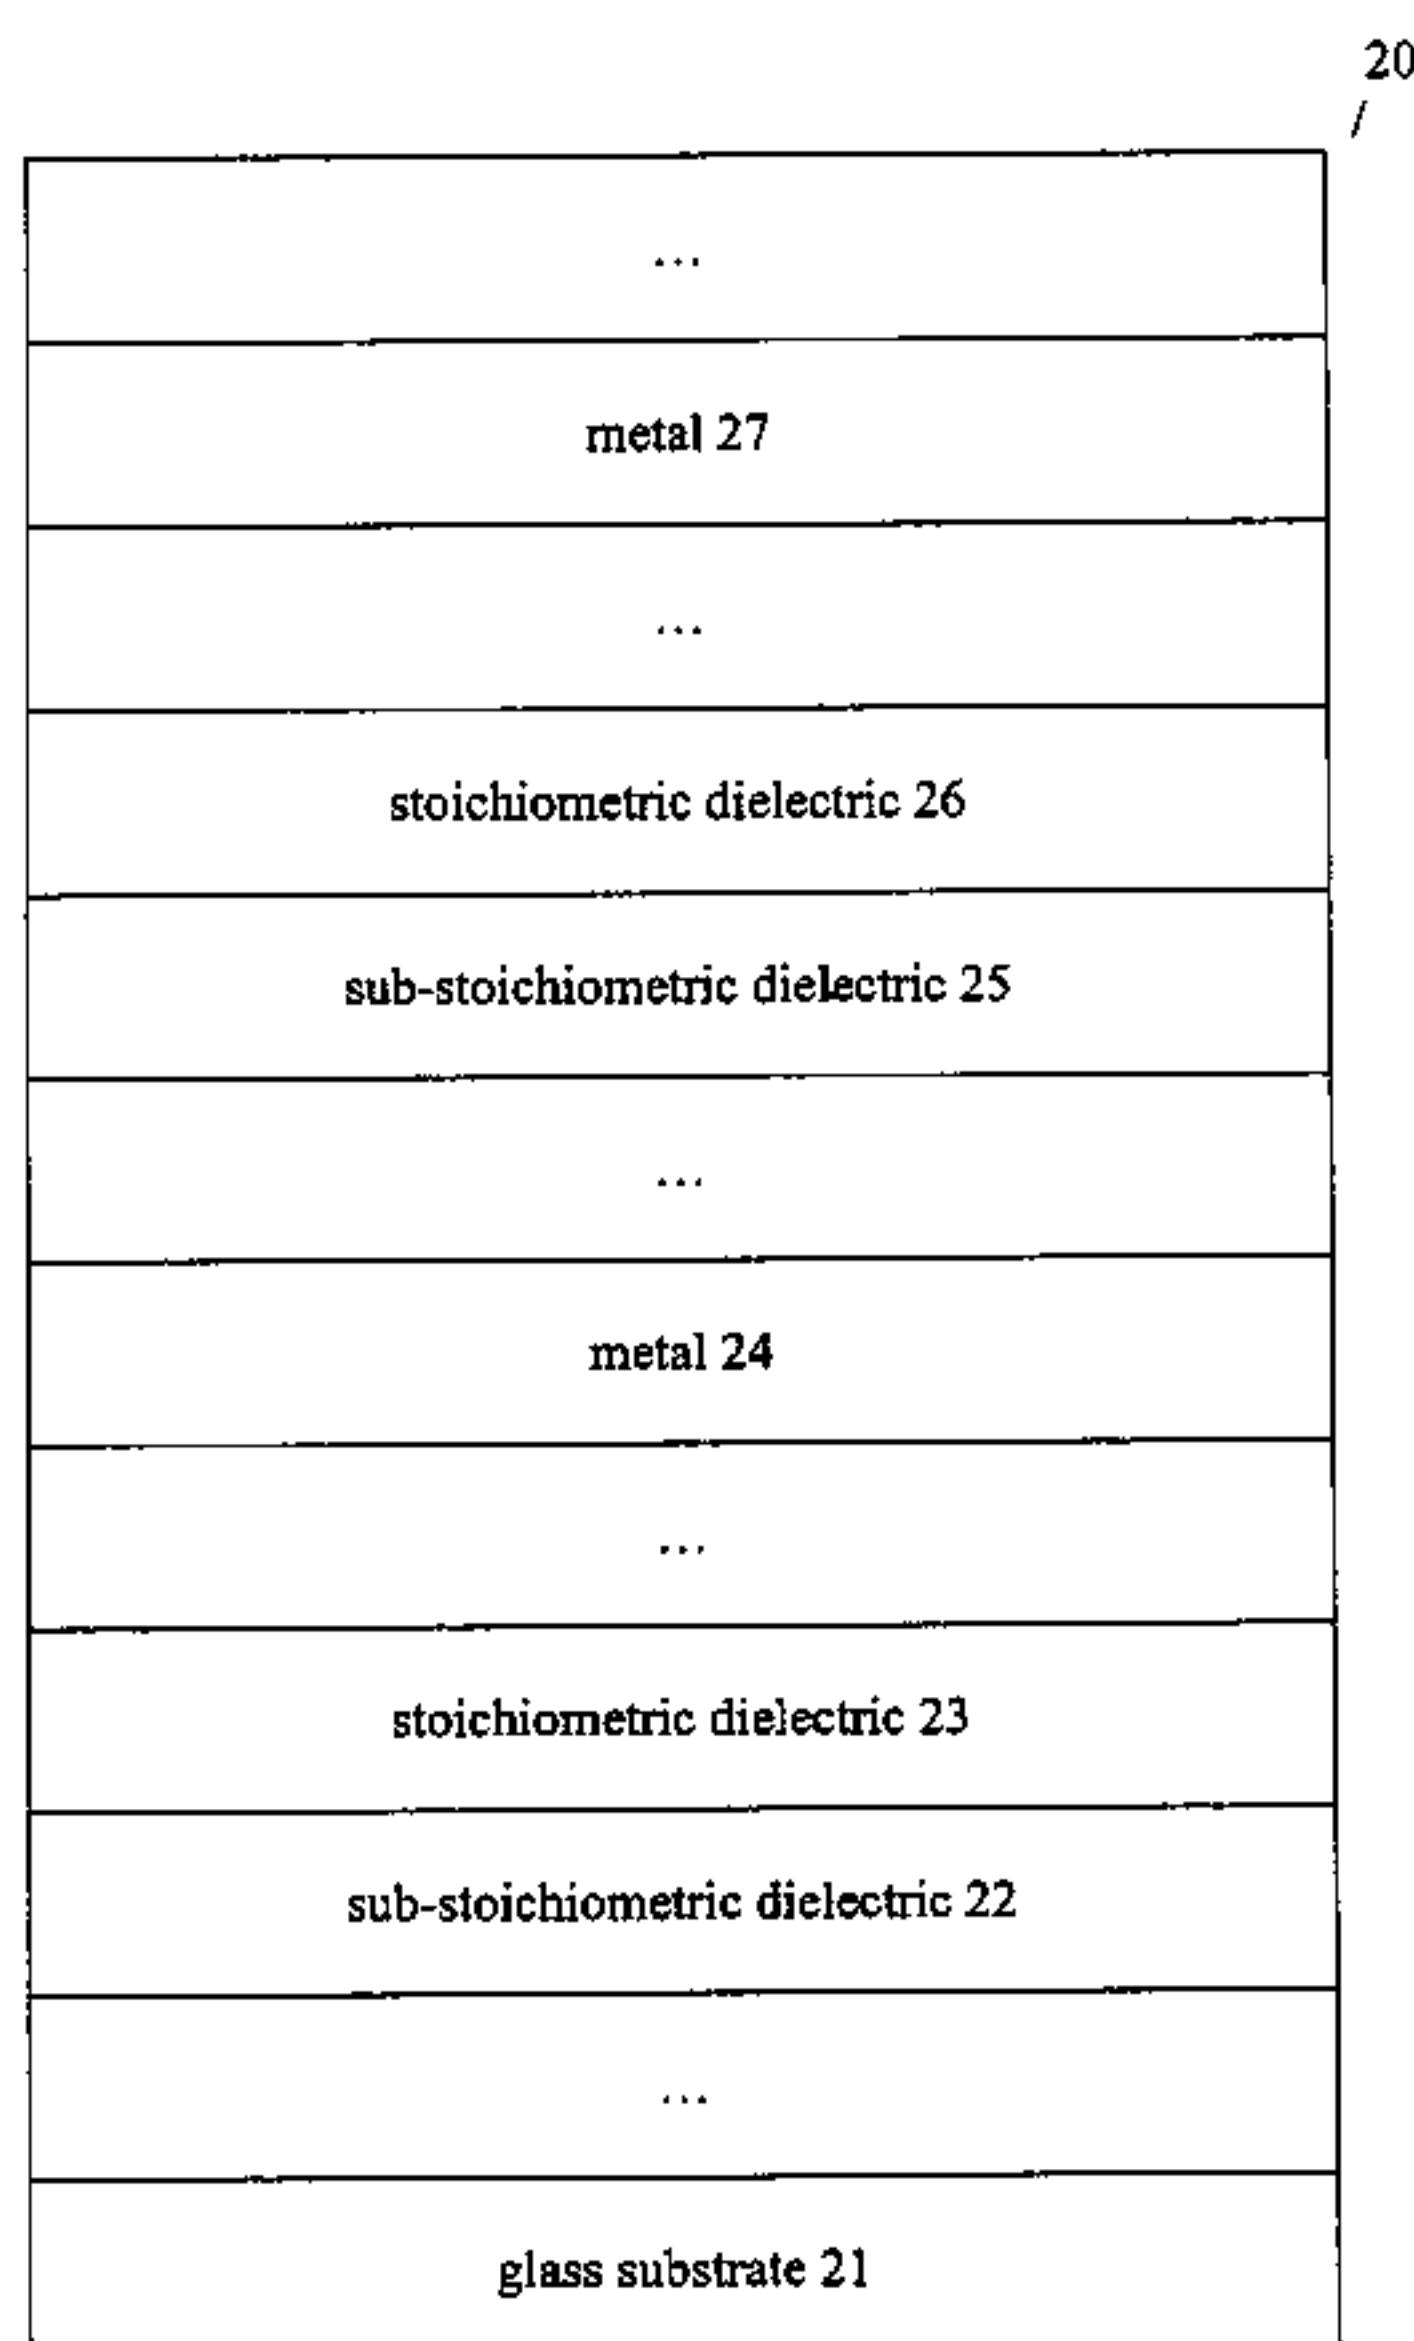 20
...
metal 27
...
stoichiometric dielectric 26
sub-stoichiometric dielectric 25
...
metal 24
...
stoichiometric dielectric 23
sub-stoichiometric dielectric 22
...
glass substrate 21